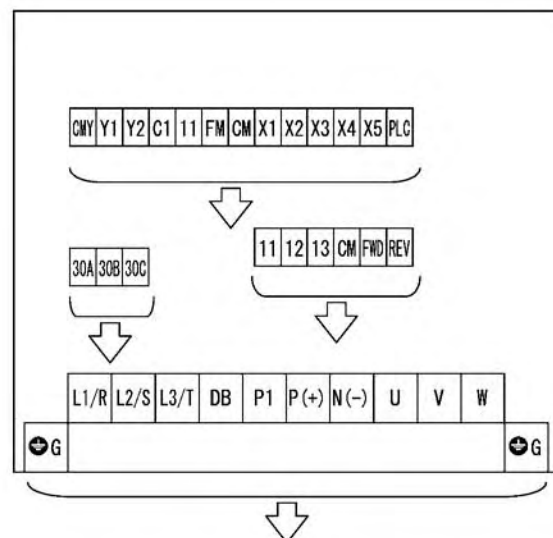 CMY Y1 Y2 C1 11 FM CM X1 X2 X3 X4 X5 PLC
11 12 13 CM FWD REV
30A 30B 30C
L1/R L2/S L3/T DB P1 P(+) N(-) U V W
G G